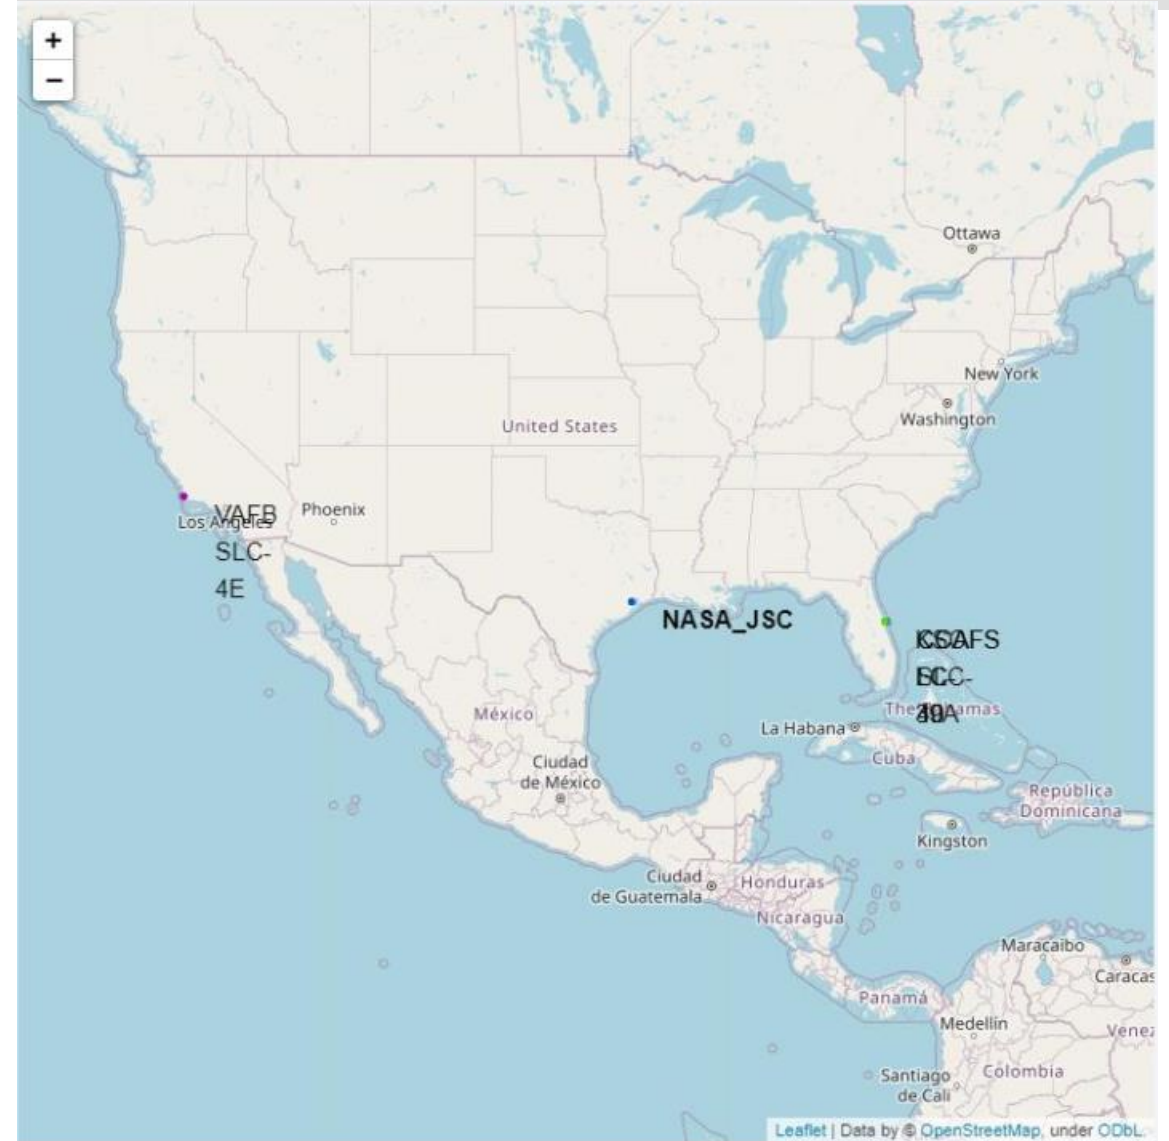 +
−
Ottawa
New York
Washington
United States
Phoenix
Los Angeles
VAFB
SLC-
4E
NASA_JSC
México
La Habana
Cuba
Ciudad
de México
República
Dominicana
Kingston
Ciudad
de Guatemala
Honduras
Nicaragua
Maracaibo
Caracas
Panamá
Medellín
Colombia
Santiago
de Cali
Leaflet | Data by © OpenStreetMap, under ODbL.